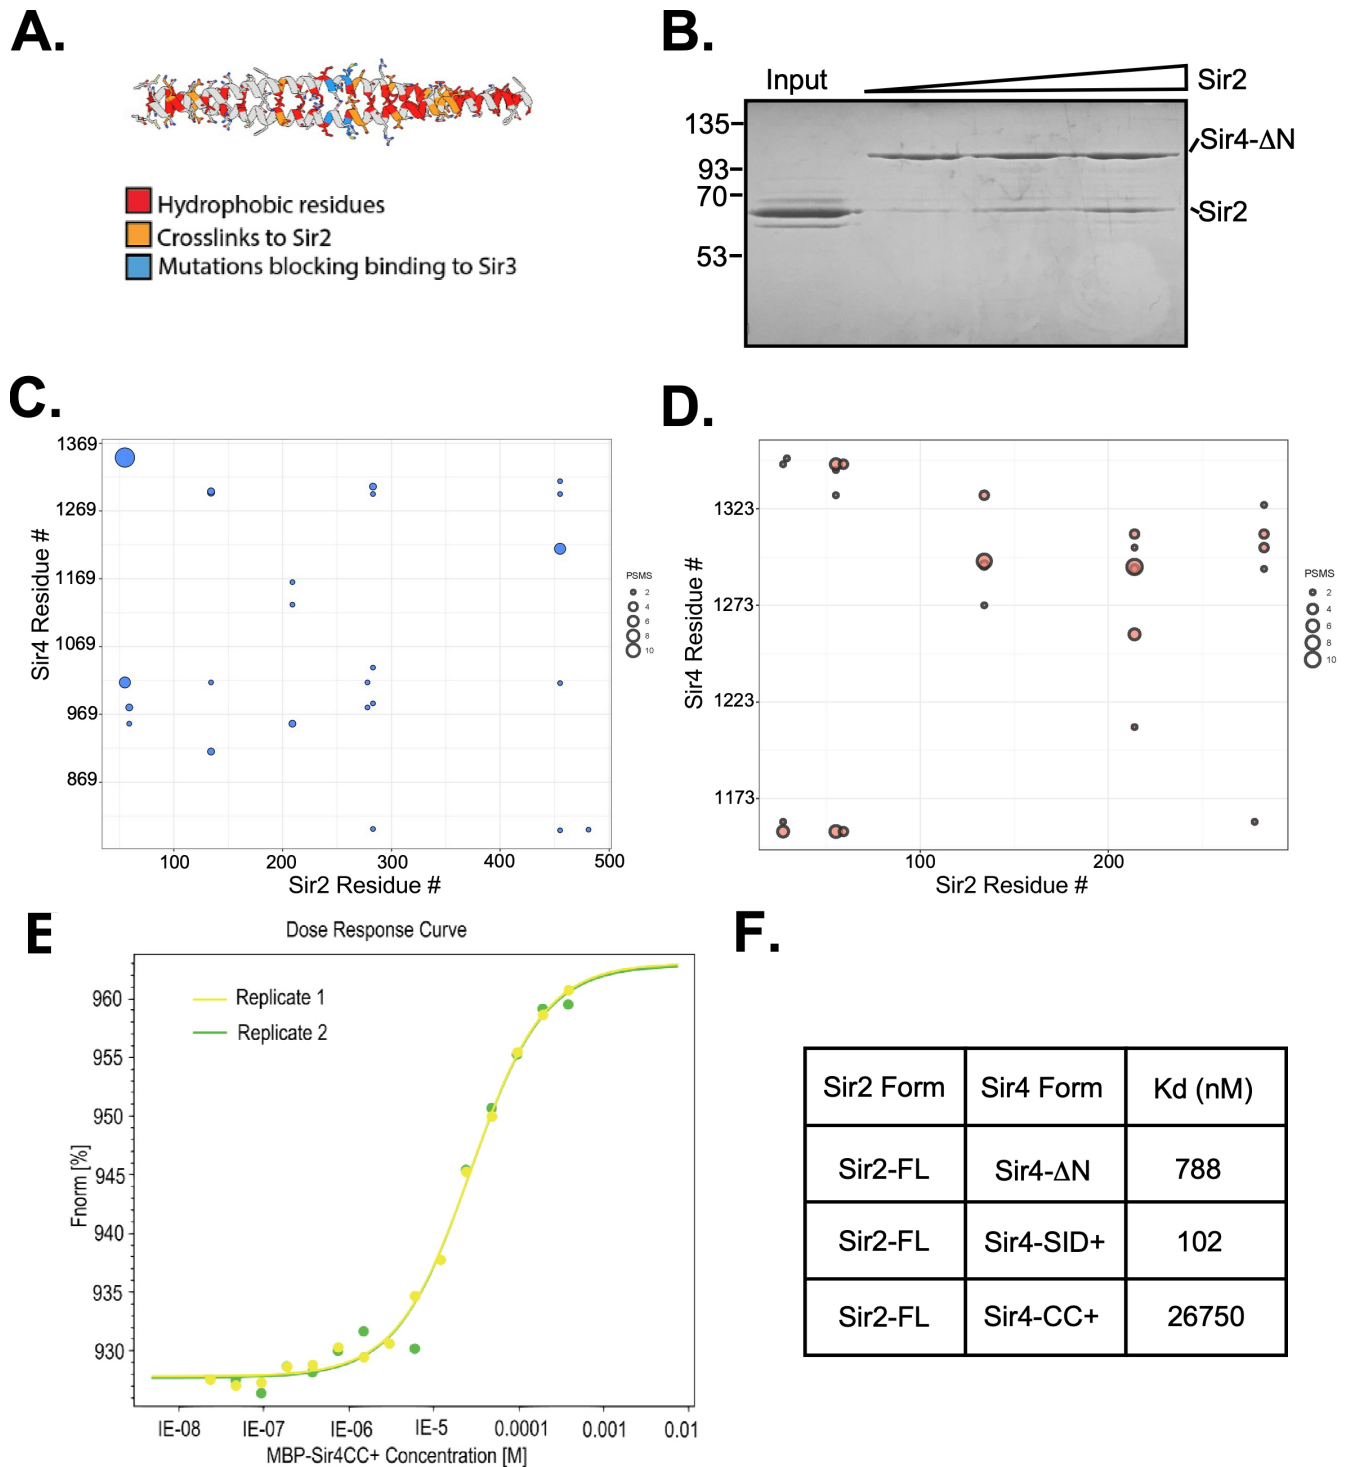 A.
Hydrophobic residues
Crosslinks to Sir2
Mutations blocking binding to Sir3
B.
Input
Sir2
135
93
70
53
Sir4-ΔN
Sir2
C.
1369
1269
1169
1069
969
869
Sir4 Residue #
100 200 300 400 500
Sir2 Residue #
PSMS
2
4
6
8
10
D.
1323
1273
1223
1173
Sir4 Residue #
100 200
Sir2 Residue #
PSMS
2
4
6
8
10
E
Dose Response Curve
Replicate 1
Replicate 2
960
955
950
945
940
935
930
Fnorm [%]
IE-08 IE-07 IE-06 IE-5 0.0001 0.001 0.01
MBP-Sir4CC+ Concentration [M]
F.
Sir2 Form Sir4 Form Kd (nM)
Sir2-FL Sir4-ΔN 788
Sir2-FL Sir4-SID+ 102
Sir2-FL Sir4-CC+ 26750